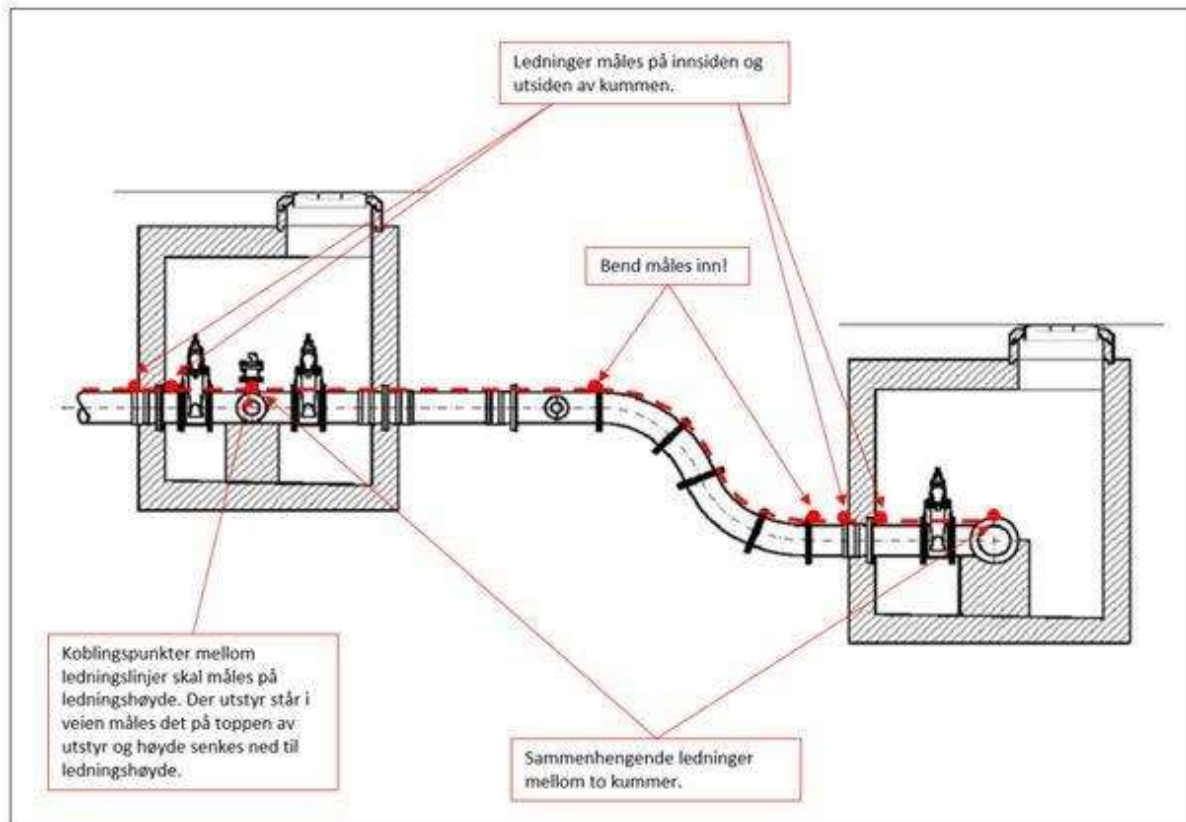 Ledninger måles på innsiden og
utsiden av kummen.
Bend måles inn!
Koblingspunkter mellom
ledningslinjer skal måles på
ledningshøyde. Der utstyr står i
veien måles det på toppen av
utstyr og høyde senkes ned til
ledningshøyde.
Sammenhengende ledninger
mellom to kummer.